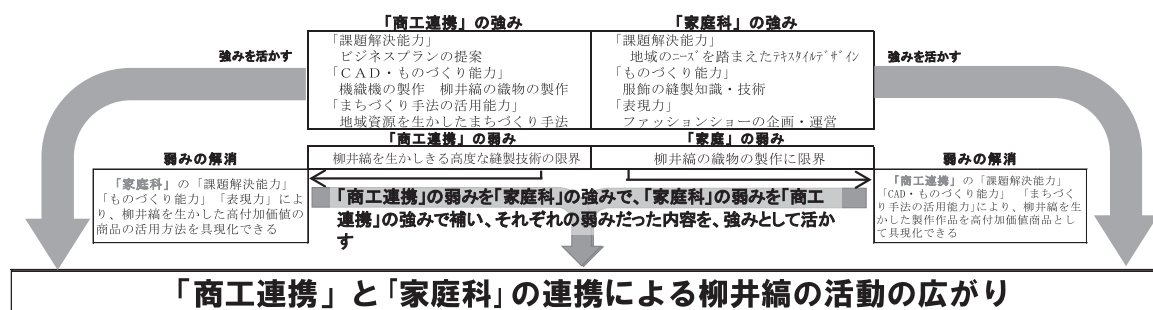 「商工連携」の強み
「家庭科」の強み
強みを活かす
「課題解決能力」
ビジネスプランの提案
「ＣＡＤ・ものづくり能力」
機織機の製作　柳井縞の織物の製作
「まちづくり手法の活用能力」
地域資源を生かしたまちづくり手法
「課題解決能力」
地域のニーズを踏まえたテキスタイルデザイン
「ものづくり能力」
服飾の縫製知識・技術
「表現力」
ファッションショーの企画・運営
強みを活かす
「商工連携」の弱み
「家庭」の弱み
柳井縞を生かしきる高度な縫製技術の限界
柳井縞の織物の製作に限界
弱みの解消
「家庭科」の「課題解決能力」
「ものづくり能力」「表現力」によ
り、柳井縞を生かした高付加価値の
商品の活用方法を具現化できる
「商工連携」の弱みを「家庭科」の強みで、「家庭科」の弱みを「商工
連携」の強みで補い、それぞれの弱みだった内容を、強みとして活か
す
弱みの解消
「商工連携」の「課題解決能力」
「CAD・ものづくり能力」　「まちづく
り手法の活用能力」により、柳井縞を生
かした製作作品を高付加価値商品とし
て具現化できる
「商工連携」と「家庭科」の連携による柳井縞の活動の広がり